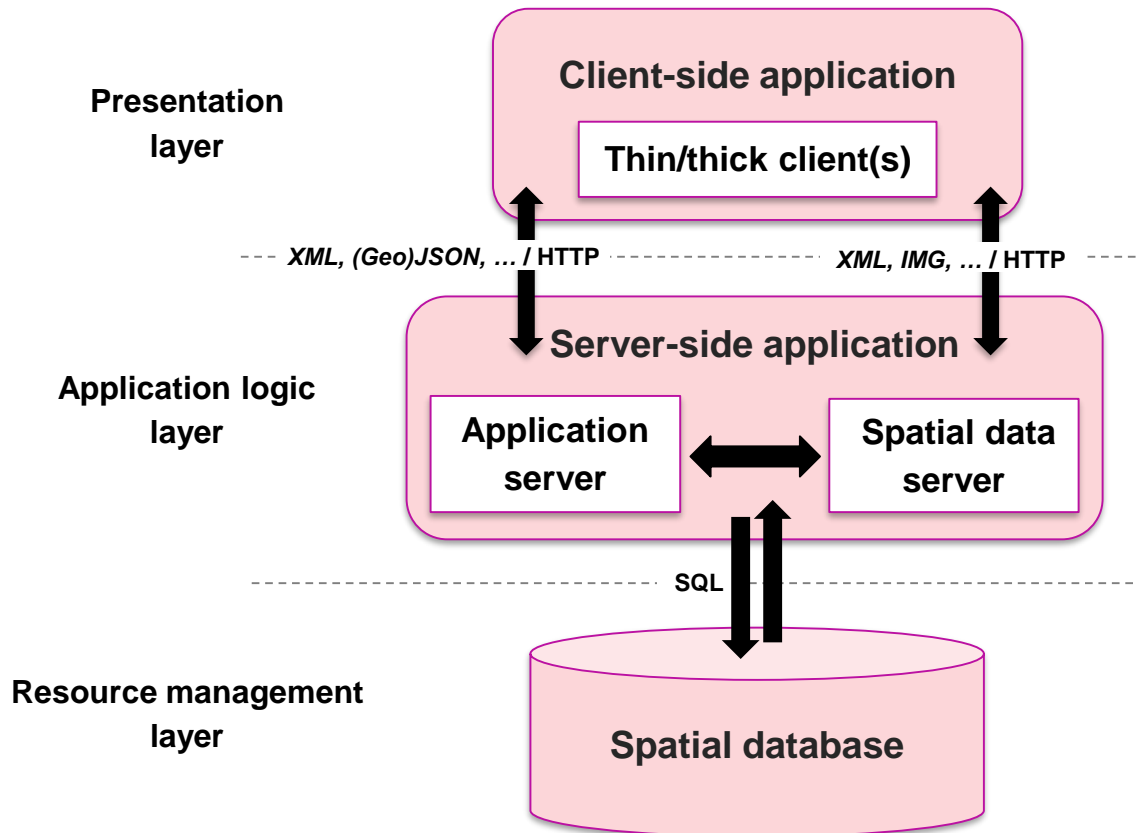 Presentation
layer
Client-side application
Thin/thick client(s)
XML, (Geo)JSON, … / HTTP
XML, IMG, … / HTTP
Application logic
layer
Server-side application
Application
server
Spatial data
server
SQL
Resource management
layer
Spatial database